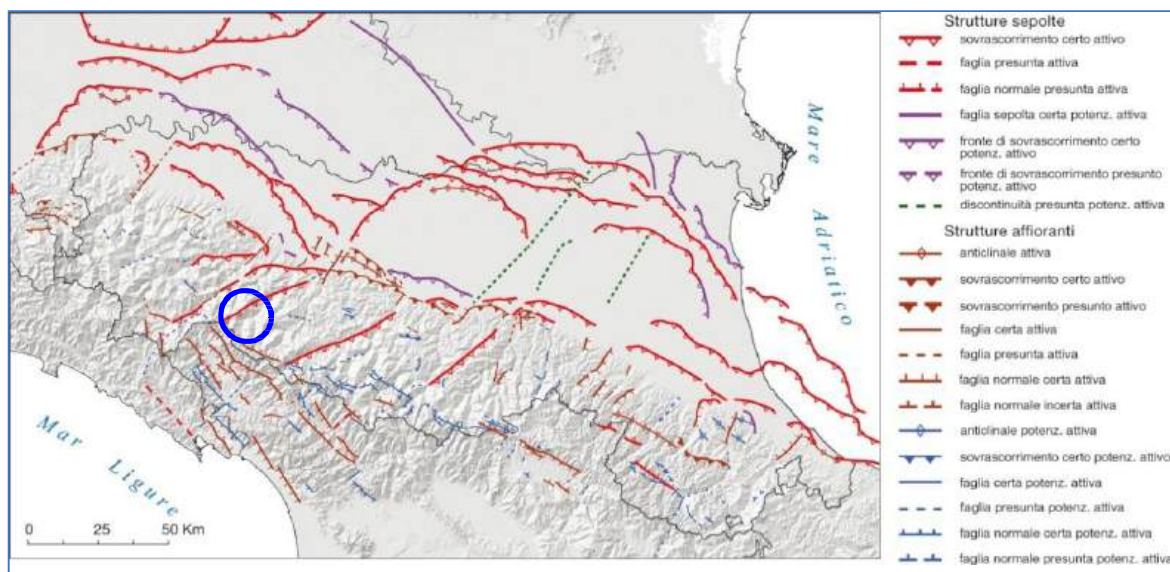 Mare
Adriatico
Mar
Ligure
0 25 50 Km
Strutture sepolte
sovrascorrimento certo attivo
faglia presunta attiva
faglia normale presunta attiva
faglia sepolta certa potenz. attiva
fronte di sovrascorrimento certo
potenz. attivo
fronte di sovrascorrimento presunto
potenz. attivo
discontinuità presunta potenz. attiva
Strutture affioranti
anticlinale attiva
sovrascorrimento certo attivo
sovrascorrimento presunto attivo
faglia certa attiva
faglia presunta attiva
faglia normale certa attiva
faglia normale incerta attiva
anticlinale potenz. attiva
sovrascorrimento certo potenz. attivo
faglia certa potenz. attiva
faglia presunta potenz. attiva
faglia normale certa potenz. attiva
faglia normale presunta potenz. attiva